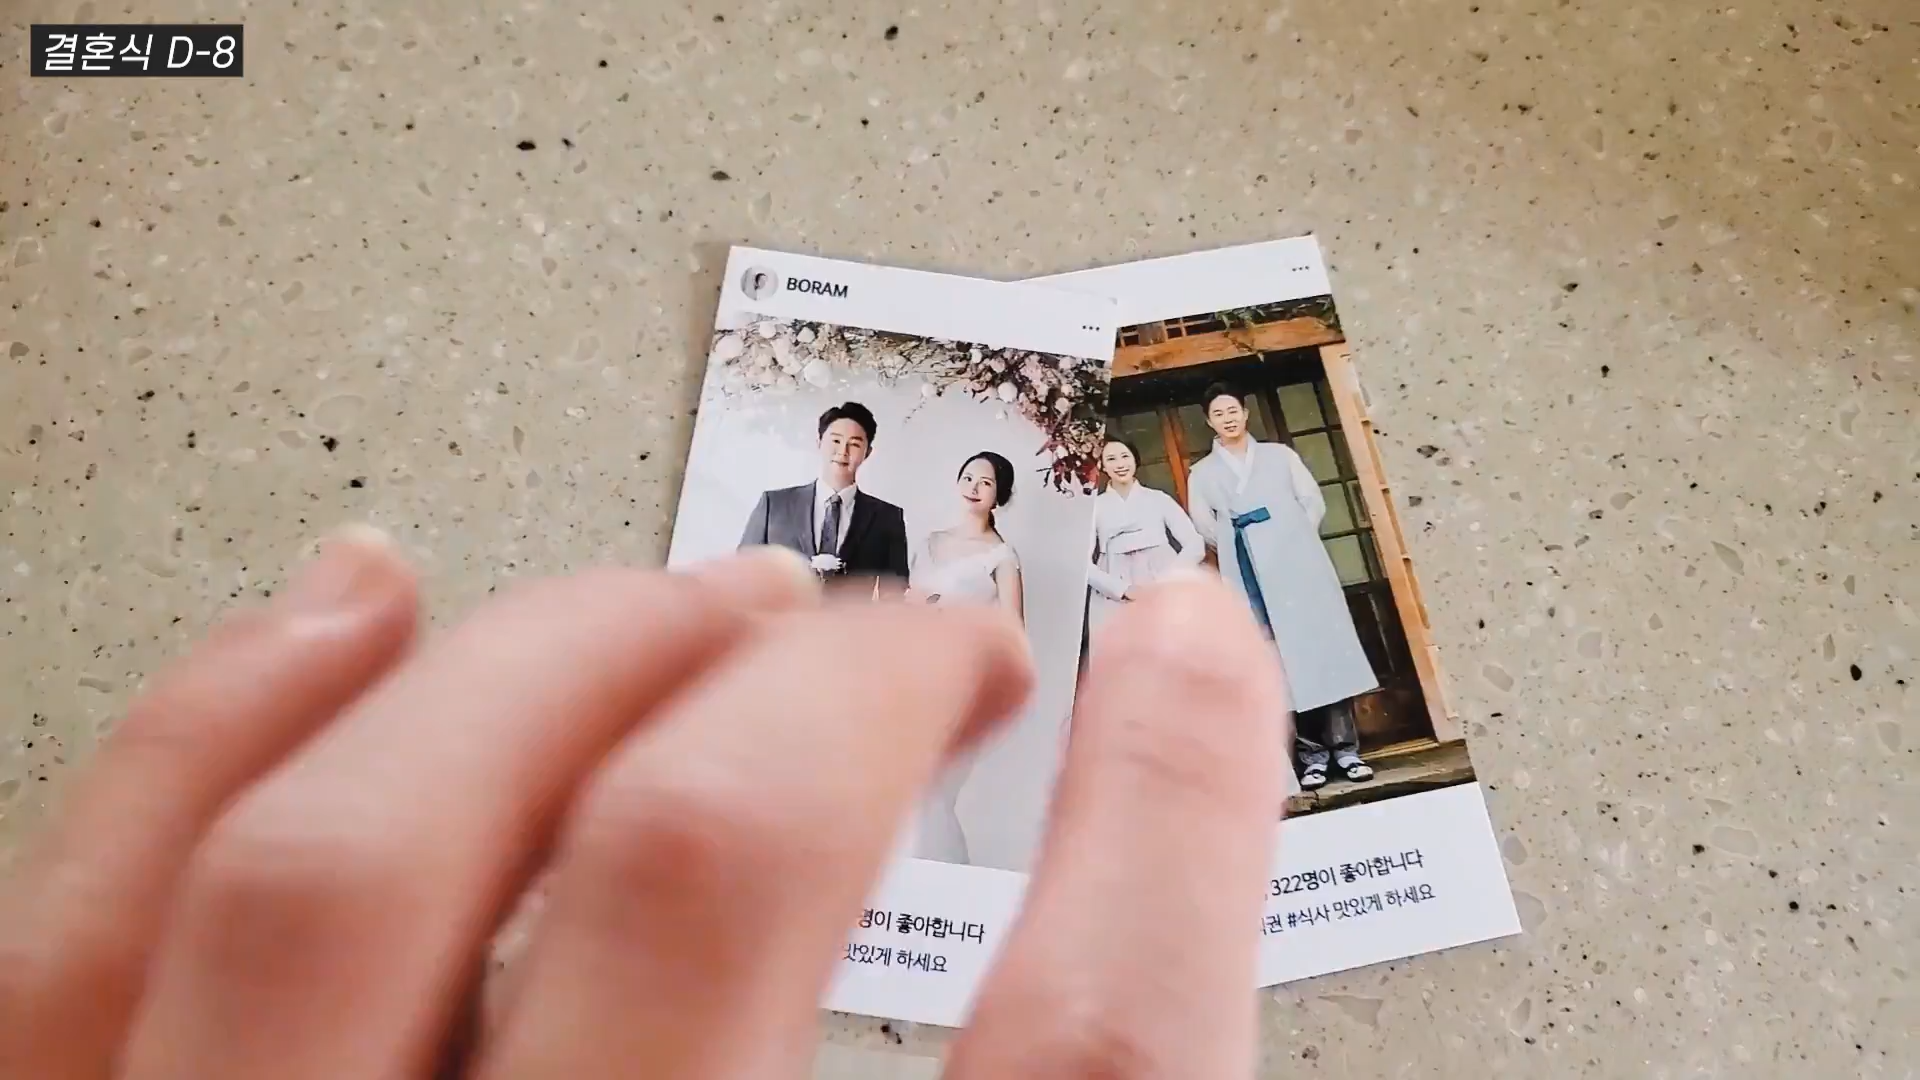 결혼식 D-8
BORAM
명이 좋아합니다
맛있게 하세요
322명이 좋아합니다
#식사 맛있게 하세요